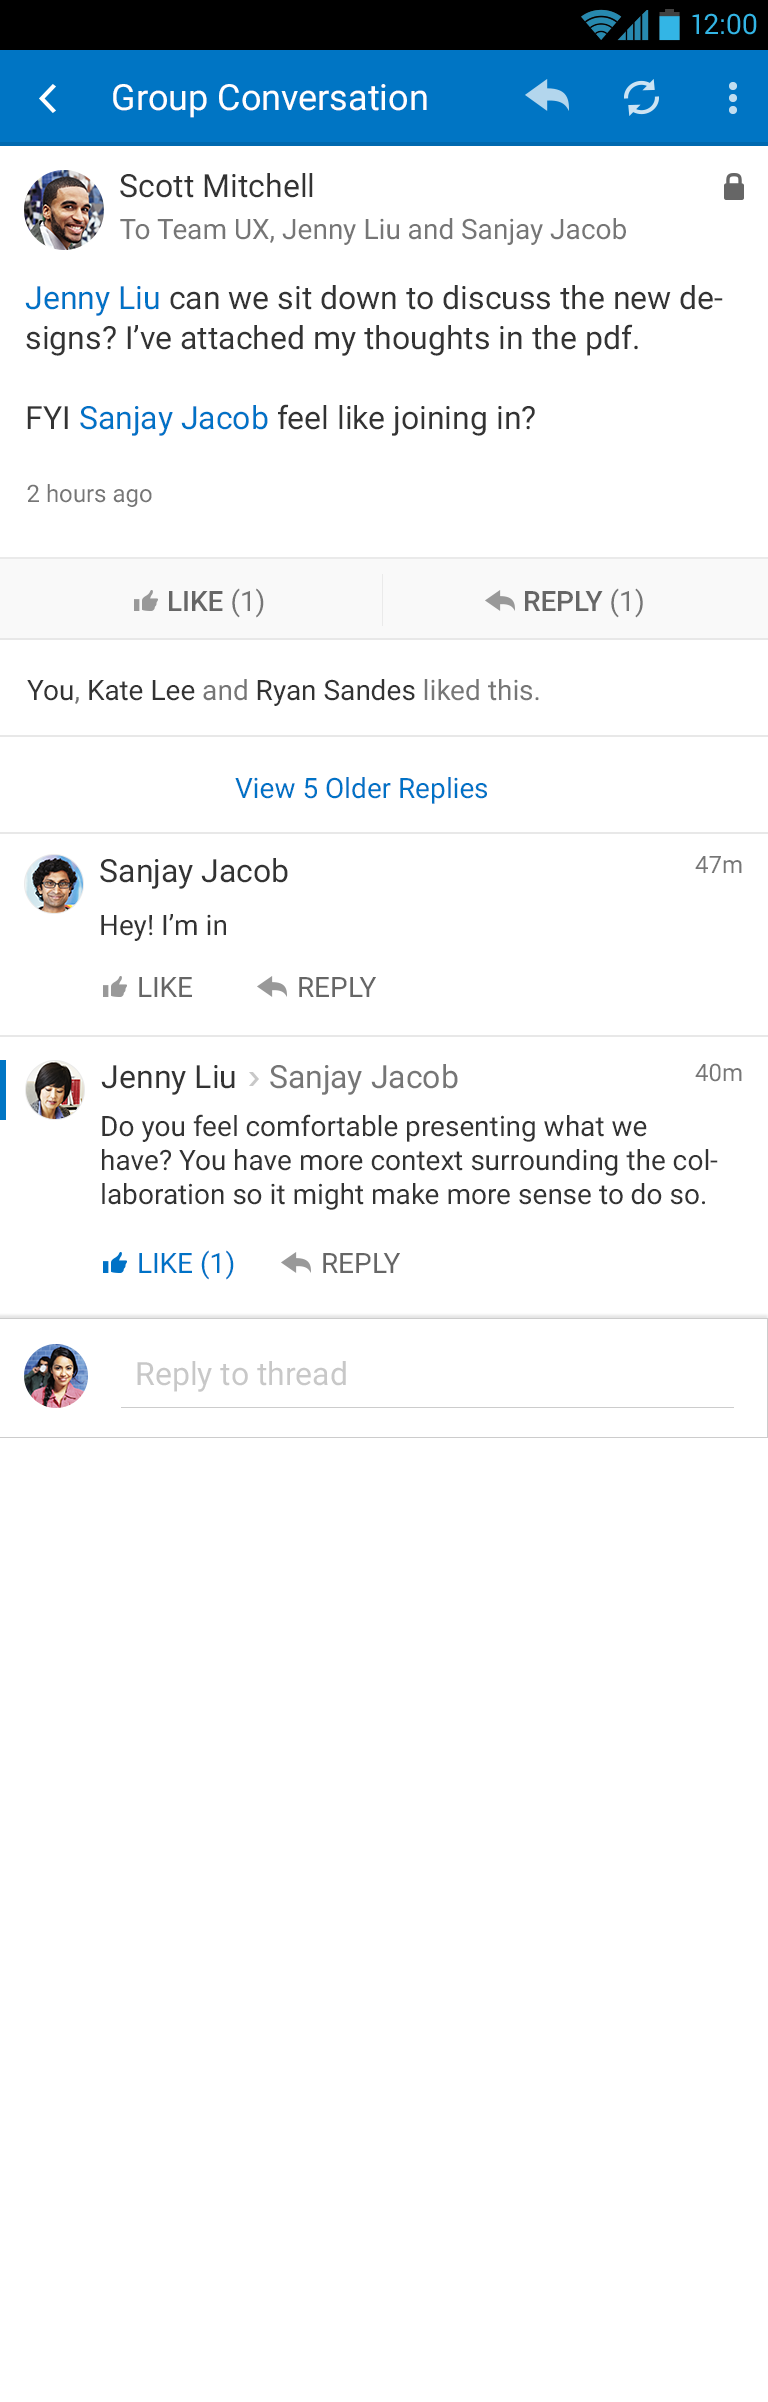 12:00
Group Conversation
Scott Mitchell
To Team UX, Jenny Liu and Sanjay Jacob
Jenny Liu can we sit down to discuss the new de-
signs? I’ve attached my thoughts in the pdf.
FYI Sanjay Jacob feel like joining in?
2 hours ago
LIKE (1)
REPLY (1)
You, Kate Lee and Ryan Sandes liked this.
View 5 Older Replies
Sanjay Jacob
47m
Hey! I’m in
LIKE
REPLY
Jenny Liu › Sanjay Jacob
40m
Do you feel comfortable presenting what we
have? You have more context surrounding the col-
laboration so it might make more sense to do so.
LIKE (1)
REPLY
Reply to thread